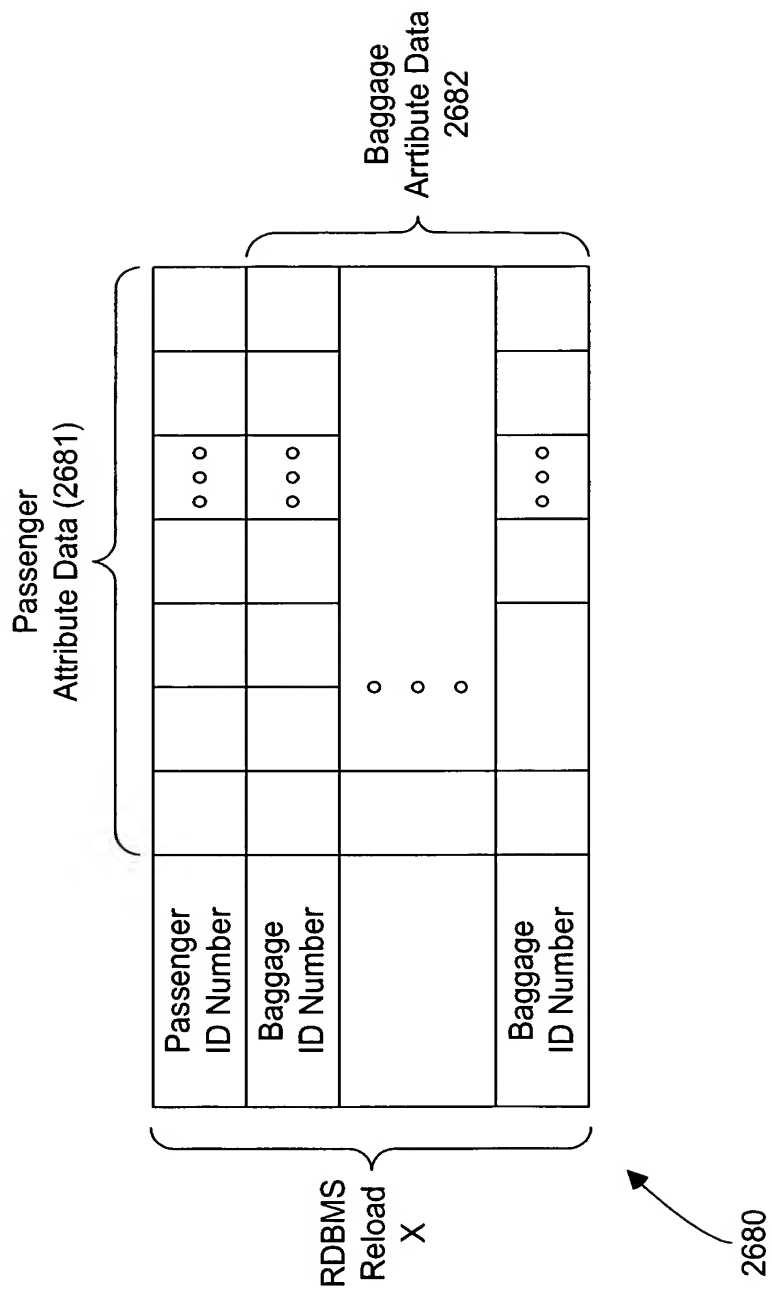 Passenger
Attribute Data (2681)
RDBMS
Reload
X
Passenger
ID Number
Baggage
ID Number
Baggage
ID Number
Baggage
Arrtibute Data
2682
2680